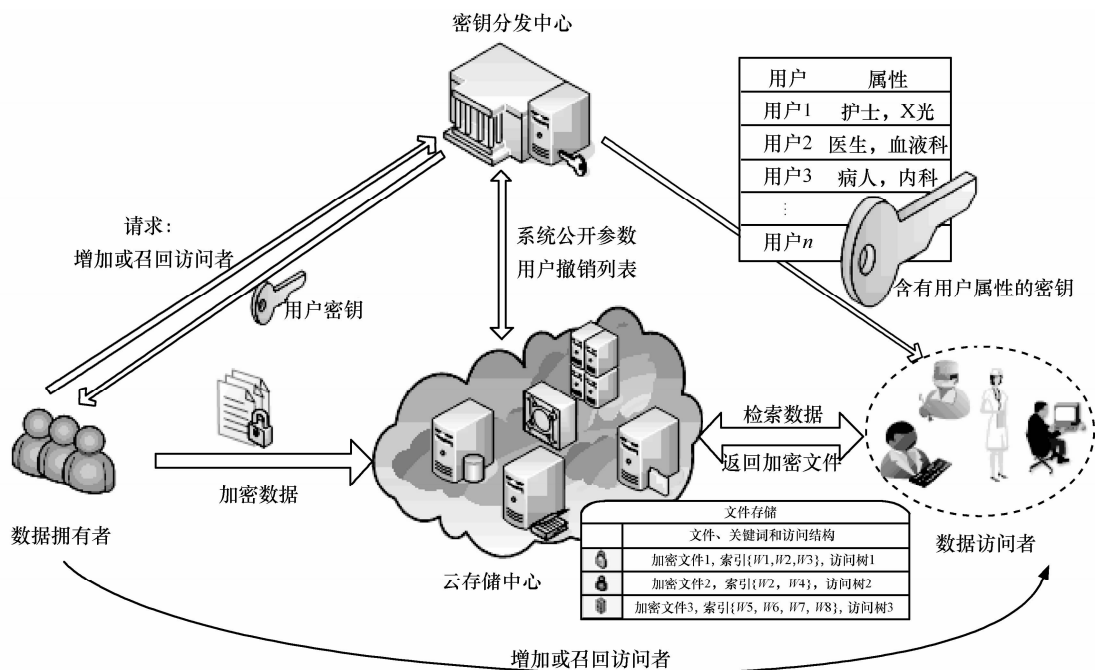 密钥分发中心
用户 属性
用户1 护士，X光
用户2 医生，血液科
用户3 病人，内科
⋮
用户n
含有用户属性的密钥
请求：
增加或召回访问者
用户密钥
系统公开参数
用户撤销列表
检索数据
返回加密文件
加密数据
数据拥有者
云存储中心
数据访问者
文件存储
文件、关键词和访问结构
加密文件1, 索引{W1,W2,W3}, 访问树1
加密文件2，索引{W2，W4}，访问树2
加密文件3, 索引{W5, W6, W7, W8}, 访问树3
增加或召回访问者